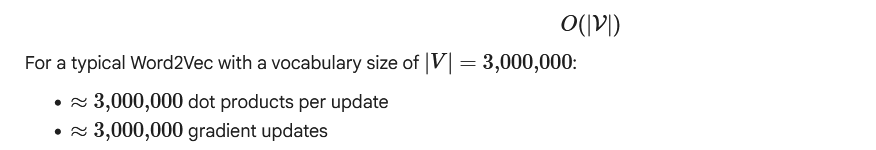 O(|𝒱|)
For a typical Word2Vec with a vocabulary size of |V| = 3,000,000:
• ≈ 3,000,000 dot products per update
• ≈ 3,000,000 gradient updates